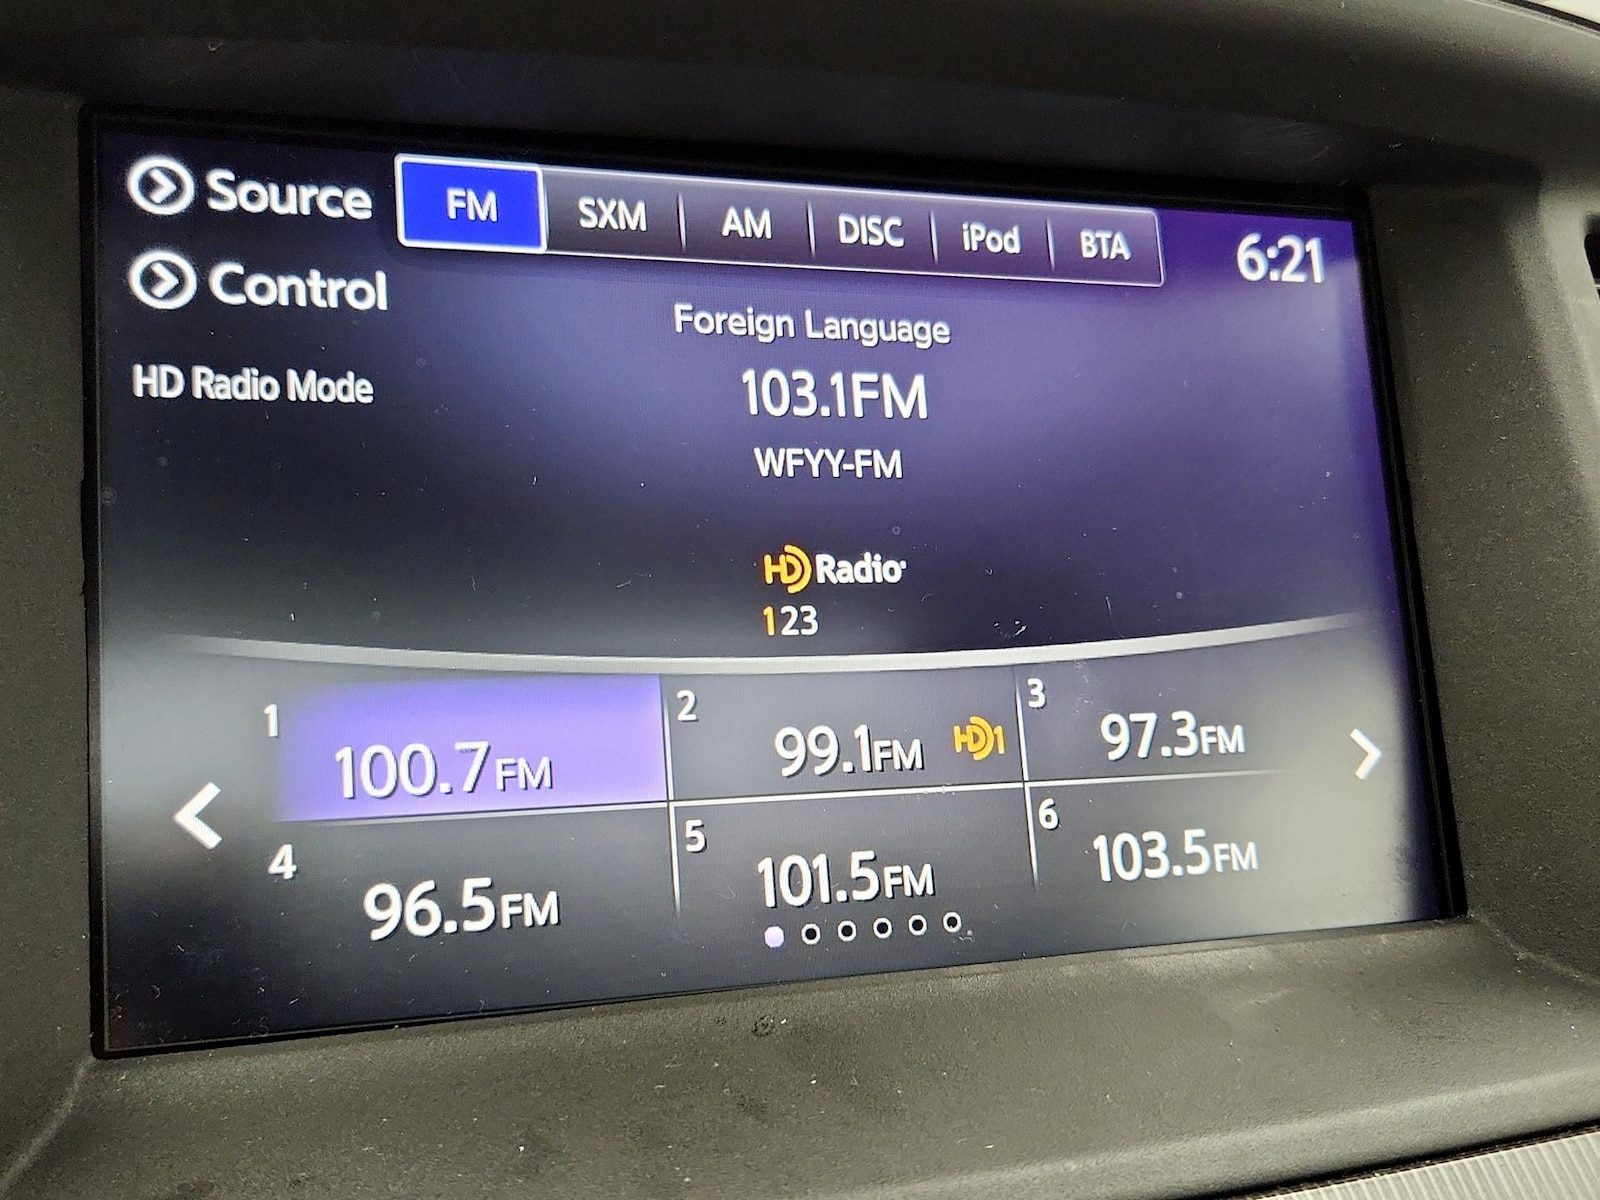 Source FM SXM AM DISC iPod BTA 6:21
Control
Foreign Language
HD Radio Mode
103.1FM
WFYY-FM
HD Radio
123
1 100.7FM
2 99.1FM HD1
3 97.3FM
4 96.5FM
5 101.5FM
6 103.5FM